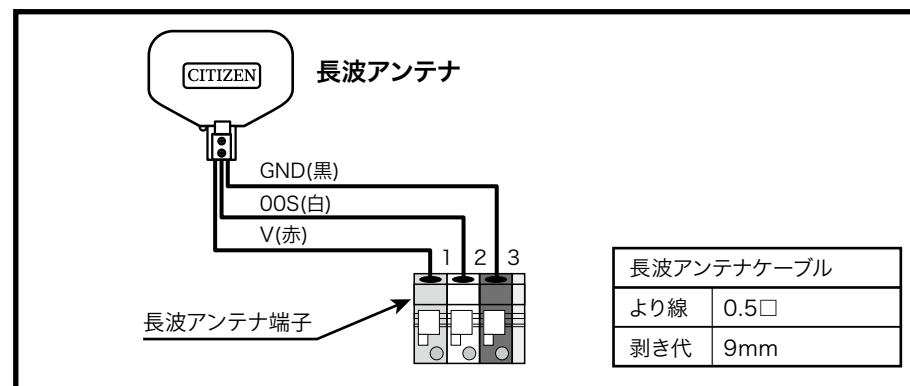 CITIZEN
長波アンテナ
GND(黒)
00S(白)
V(赤)
1 2 3
長波アンテナ端子
長波アンテナケーブル
より線 0.5□
剥き代 9mm